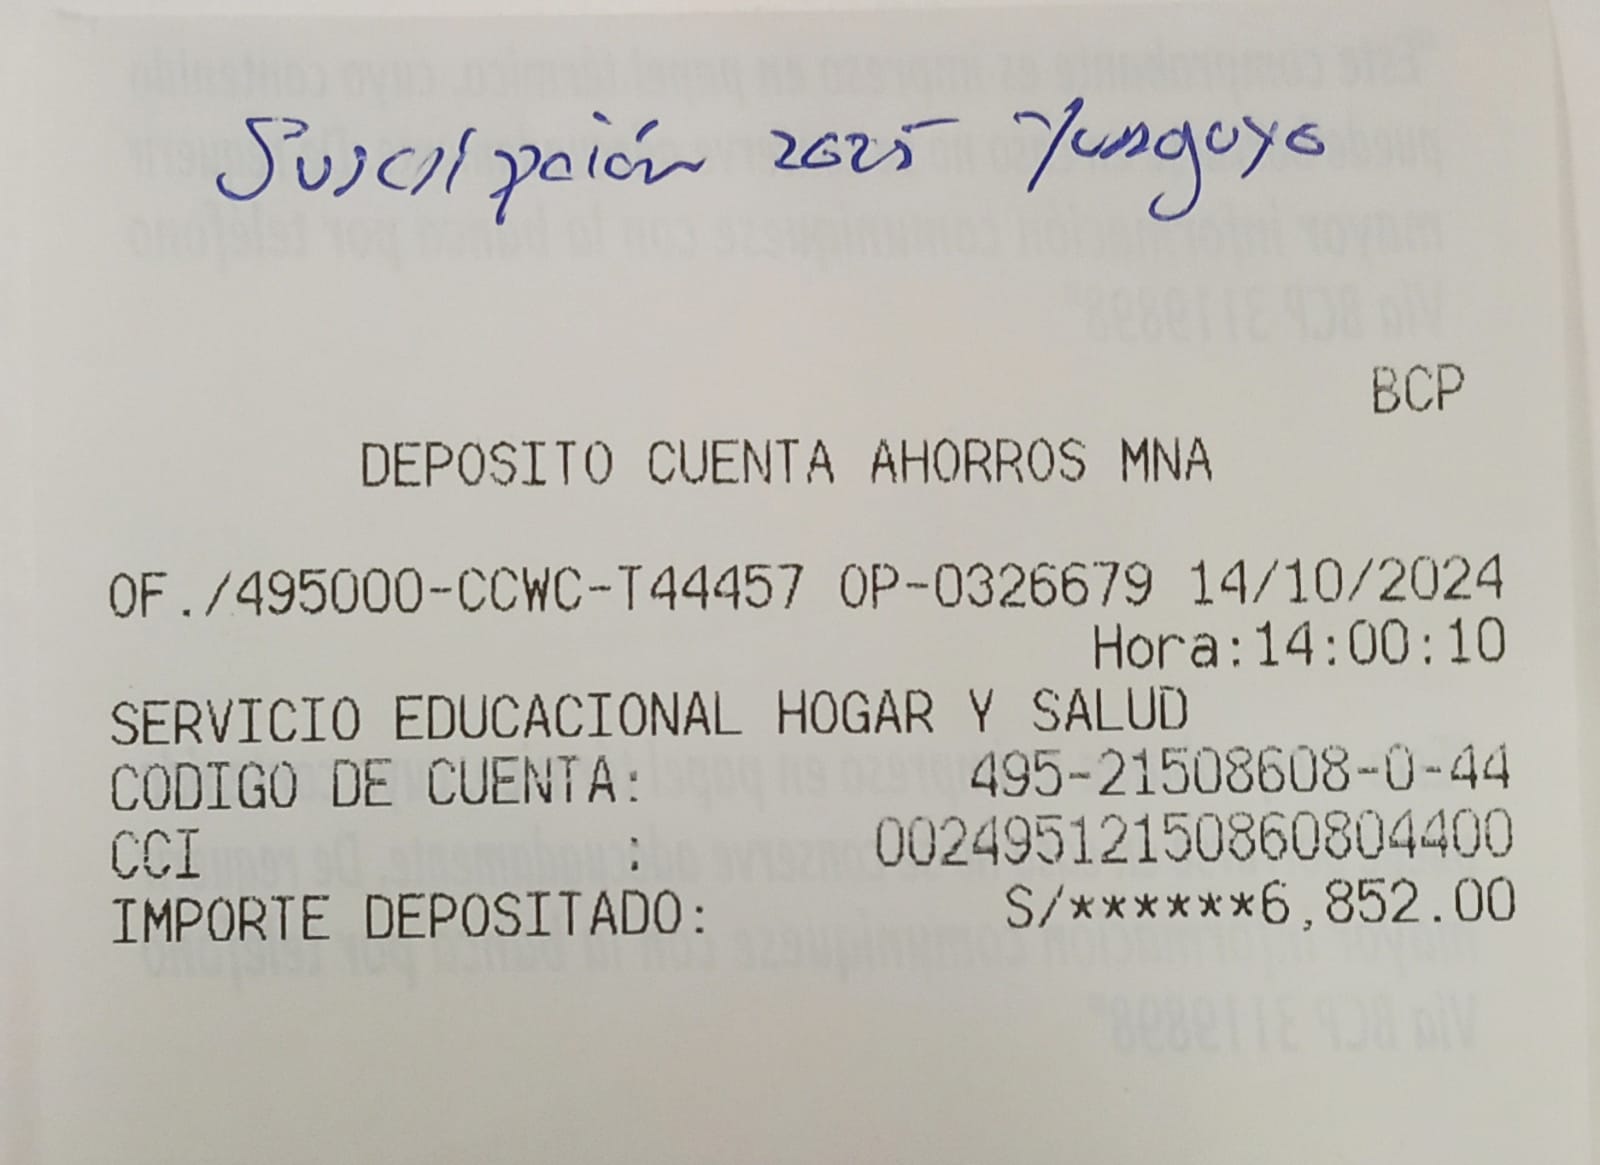 Suscripción 2025 Yunguyo
BCP
DEPOSITO CUENTA AHORROS MNA
OF./495000-CCWC-T44457 OP-0326679 14/10/2024
Hora:14:00:10
SERVICIO EDUCACIONAL HOGAR Y SALUD
CODIGO DE CUENTA: 495-21508608-0-44
CCI : 00249512150860804400
IMPORTE DEPOSITADO: S/******6,852.00